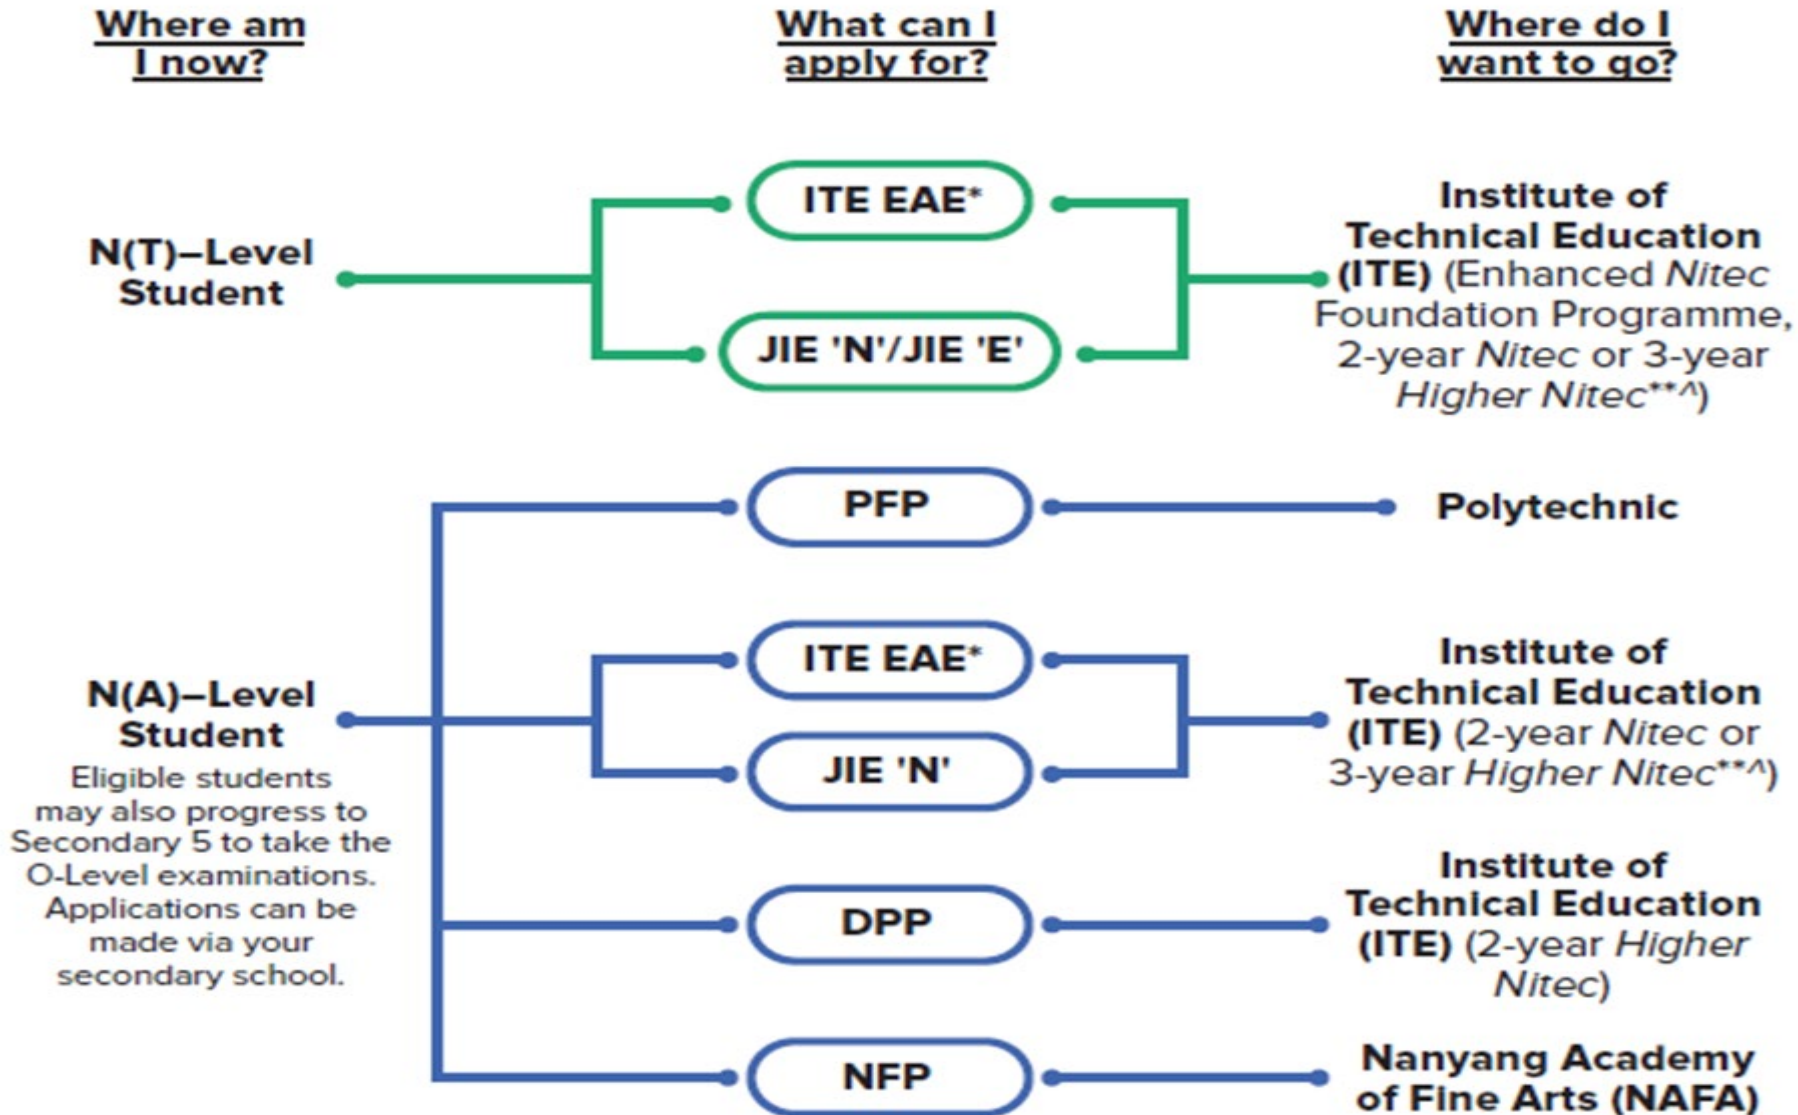 Where am
I now?
What can I
apply for?
Where do I
want to go?
N(T)–Level
Student
ITE EAE*
JIE 'N'/JIE 'E'
Institute of
Technical Education
(ITE) (Enhanced Nitec
Foundation Programme,
2-year Nitec or 3-year
Higher Nitec**^)
N(A)–Level
Student
Eligible students
may also progress to
Secondary 5 to take the
O-Level examinations.
Applications can be
made via your
secondary school.
PFP
Polytechnic
ITE EAE*
JIE 'N'
Institute of
Technical Education
(ITE) (2-year Nitec or
3-year Higher Nitec**^)
DPP
Institute of
Technical Education
(ITE) (2-year Higher
Nitec)
NFP
Nanyang Academy
of Fine Arts (NAFA)